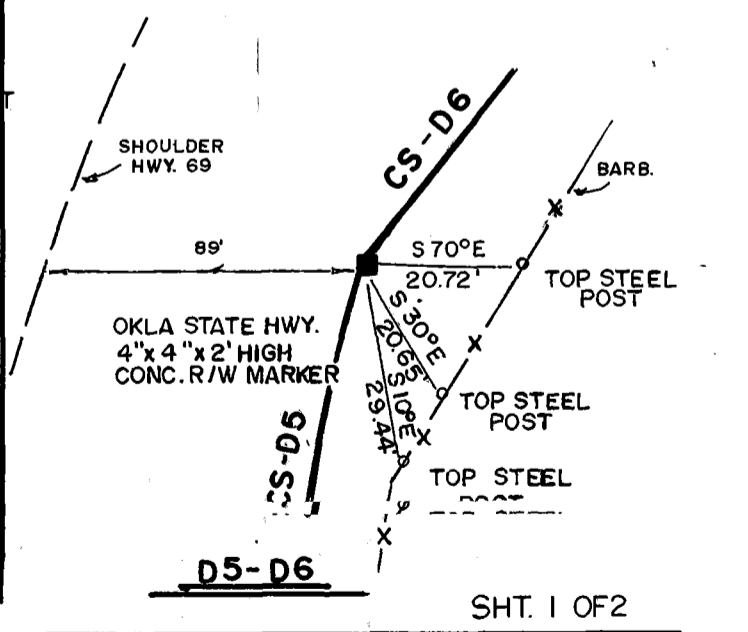 T
SHOULDER
HWY. 69
CS-D6
BARB.
89'
S 70°E
20.72'
TOP STEEL
POST
OKLA STATE HWY.
4"x 4"x 2' HIGH
CONC. R/W MARKER
S 30°E
20.65'
TOP STEEL
POST
S 10°E
29.44'
CS-D5
TOP STEEL
D5-D6
SHT. 1 OF 2